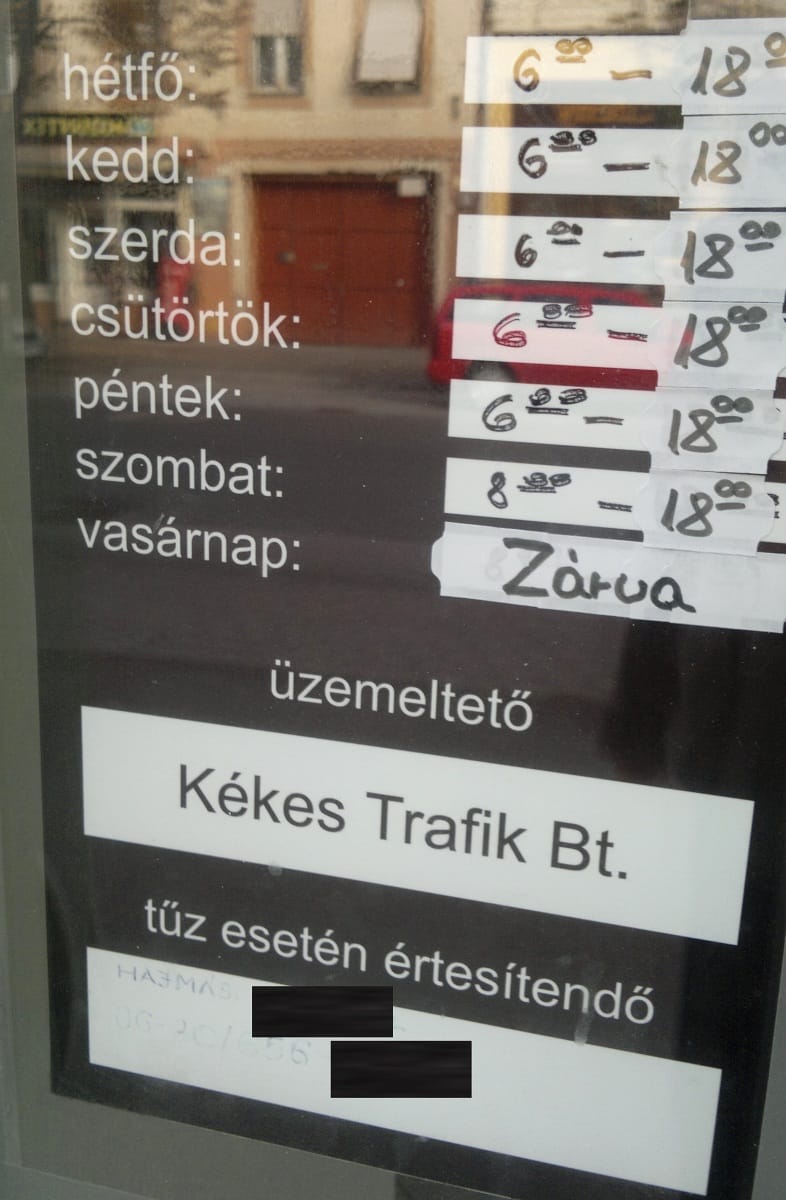 hétfő: 6⁰⁰ – 18⁰
kedd: 6⁰⁰ – 18⁰⁰
szerda: 6⁰⁰ – 18⁰⁰
csütörtök: 6⁰⁰ – 18⁰⁰
péntek: 6⁰⁰ – 18⁰⁰
szombat: 8⁰⁰ – 18⁰⁰
vasárnap: Zárva
üzemeltető
Kékes Trafik Bt.
tűz esetén értesítendő